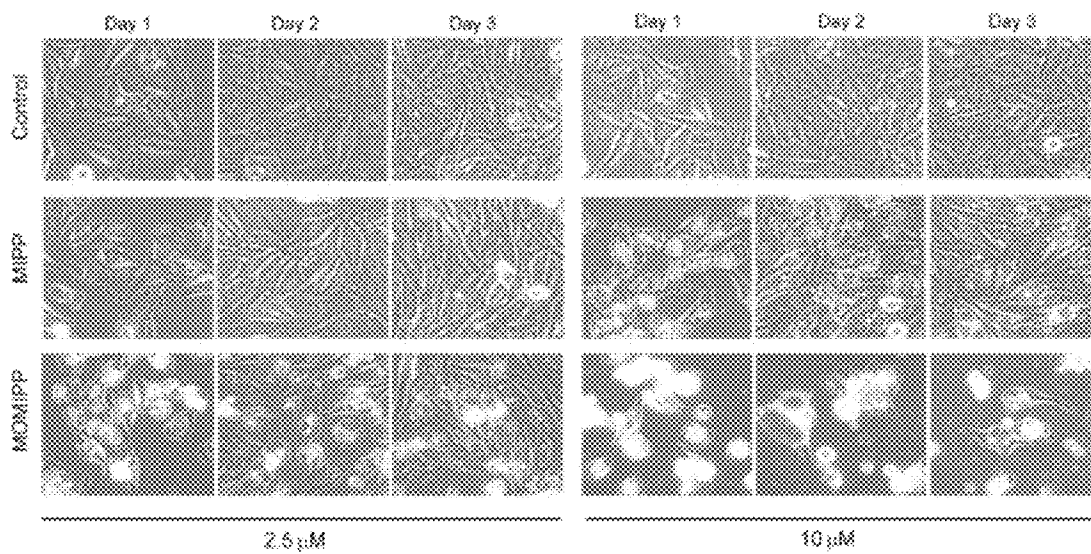 Day 1 Day 2 Day 3 Day 1 Day 2 Day 3
Control
MIPP
MOMIPP
2.5 µM 10 µM